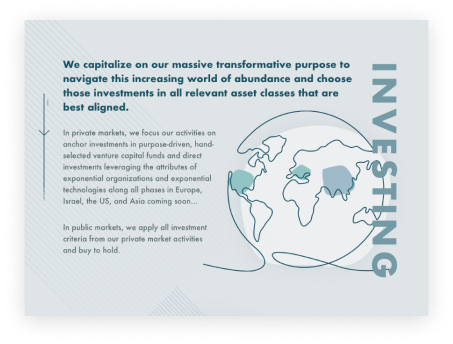 We capitalize on our massive transformative purpose to
navigate this increasing world of abundance and choose
those investments in all relevant asset classes that are
best aligned.
In private markets, we focus our activities on
anchor investments in purpose-driven, hand-
selected venture capital funds and direct
investments leveraging the attributes of
exponential organizations and exponential
technologies along all phases in Europe,
Israel, the US, and Asia coming soon...
In public markets, we apply all investment
criteria from our private market activities
and buy to hold.
INVESTING